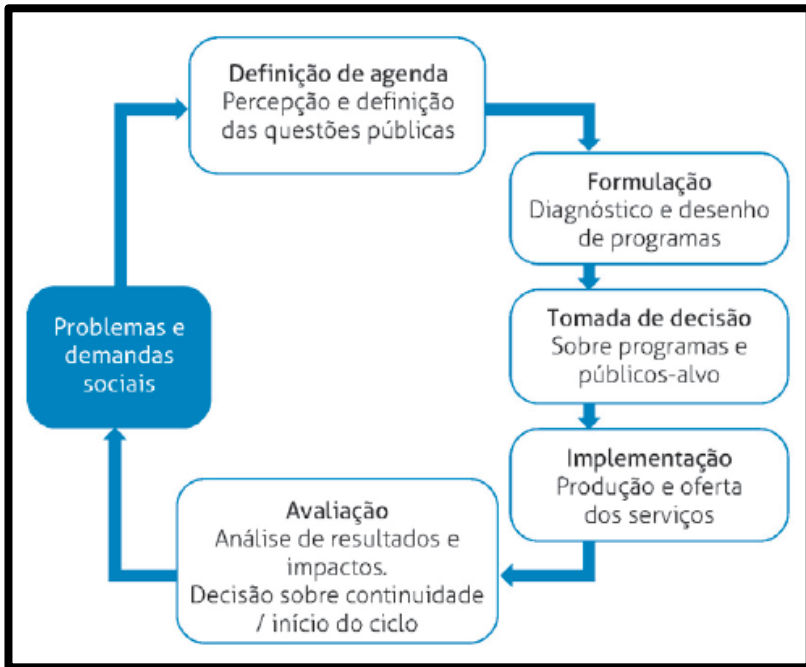 Definição de agenda
Percepção e definição
das questões públicas
Formulação
Diagnóstico e desenho
de programas
Tomada de decisão
Sobre programas e
públicos-alvo
Implementação
Produção e oferta
dos serviços
Avaliação
Análise de resultados e
impactos.
Decisão sobre continuidade
/ início do ciclo
Problemas e
demandas
sociais